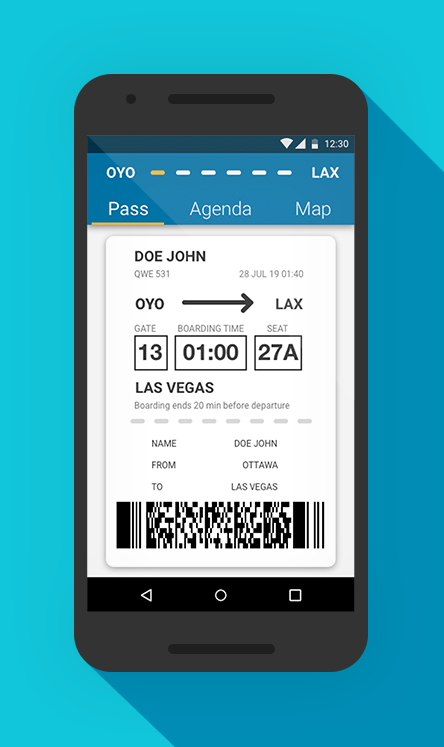 12:30
OYO LAX
Pass Agenda Map
DOE JOHN
QWE 531 28 JUL 19 01:40
OYO LAX
GATE BOARDING TIME SEAT
13 01:00 27A
LAS VEGAS
Boarding ends 20 min before departure
NAME DOE JOHN
FROM OTTAWA
TO LAS VEGAS